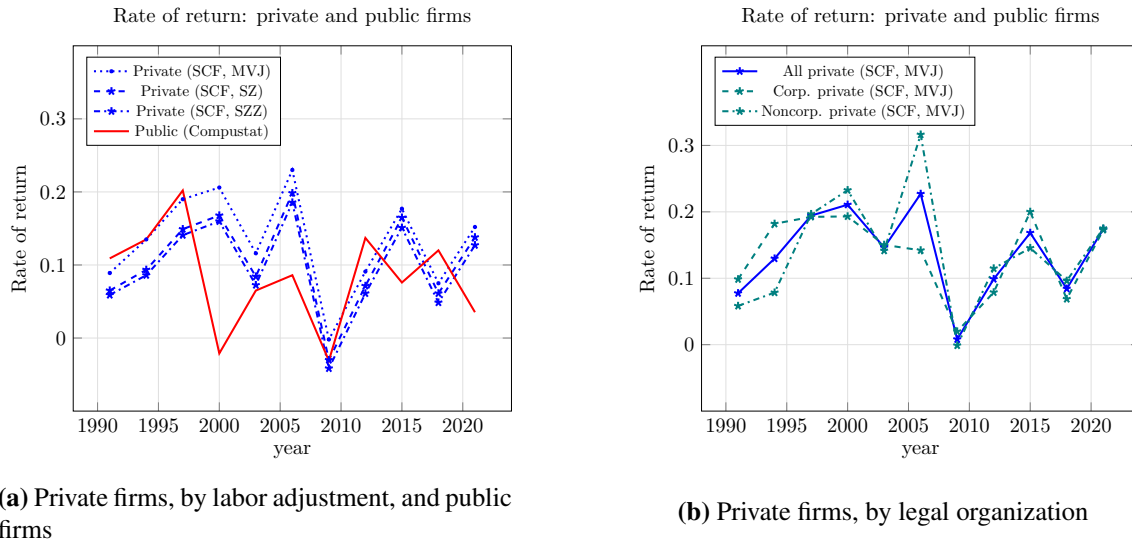 Rate of return: private and public firms
Private (SCF, MVJ)
Private (SCF, SZ)
Private (SCF, SZZ)
Public (Compustat)
Rate of return
0.3
0.2
0.1
0
1990 1995 2000 2005 2010 2015 2020
year
(a) Private firms, by labor adjustment, and public
firms
Rate of return: private and public firms
All private (SCF, MVJ)
Corp. private (SCF, MVJ)
Noncorp. private (SCF, MVJ)
Rate of return
0.3
0.2
0.1
0
1990 1995 2000 2005 2010 2015 2020
year
(b) Private firms, by legal organization